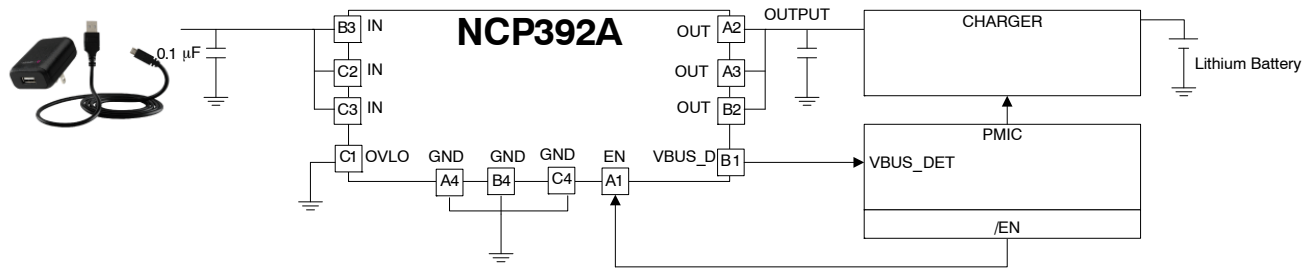 NCP392A
OUTPUT
CHARGER
B3 IN
OUT A2
0.1 μF
Lithium Battery
C2 IN
OUT A3
C3 IN
OUT B2
PMIC
C1 OVLO
GND
GND
GND
EN
VBUS_D B1
VBUS_DET
A4
B4
C4
A1
/EN